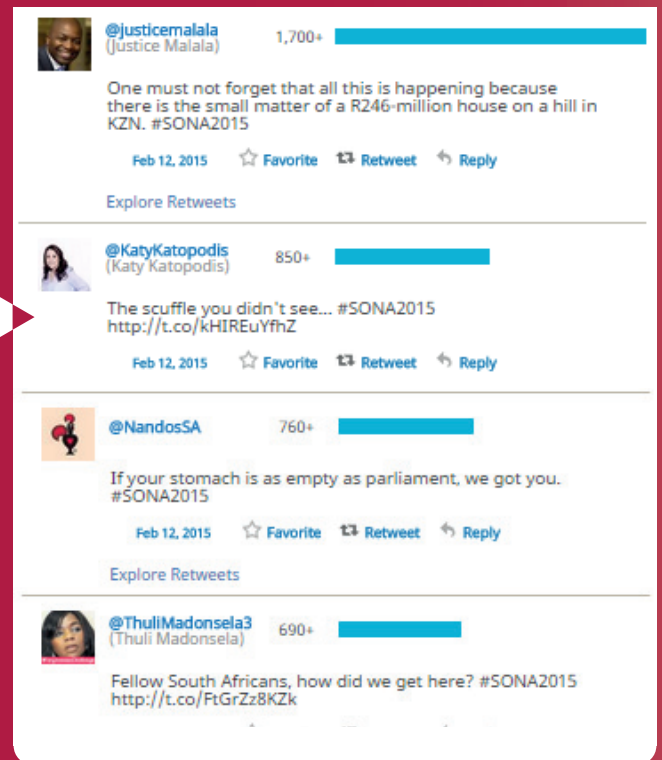 @justicemalala
(Justice Malala)
1,700+
One must not forget that all this is happening because
there is the small matter of a R246-million house on a hill in
KZN. #SONA2015
Feb 12, 2015 Favorite Retweet Reply
Explore Retweets
@KatyKatopodis
(Katy Katopodis)
850+
The scuffle you didn't see... #SONA2015
http://t.co/kHIREuYfhZ
Feb 12, 2015 Favorite Retweet Reply
@NandosSA
760+
If your stomach is as empty as parliament, we got you.
#SONA2015
Feb 12, 2015 Favorite Retweet Reply
Explore Retweets
@ThuliMadonsela3
(Thuli Madonsela)
690+
Fellow South Africans, how did we get here? #SONA2015
http://t.co/FtGrZz8KZk